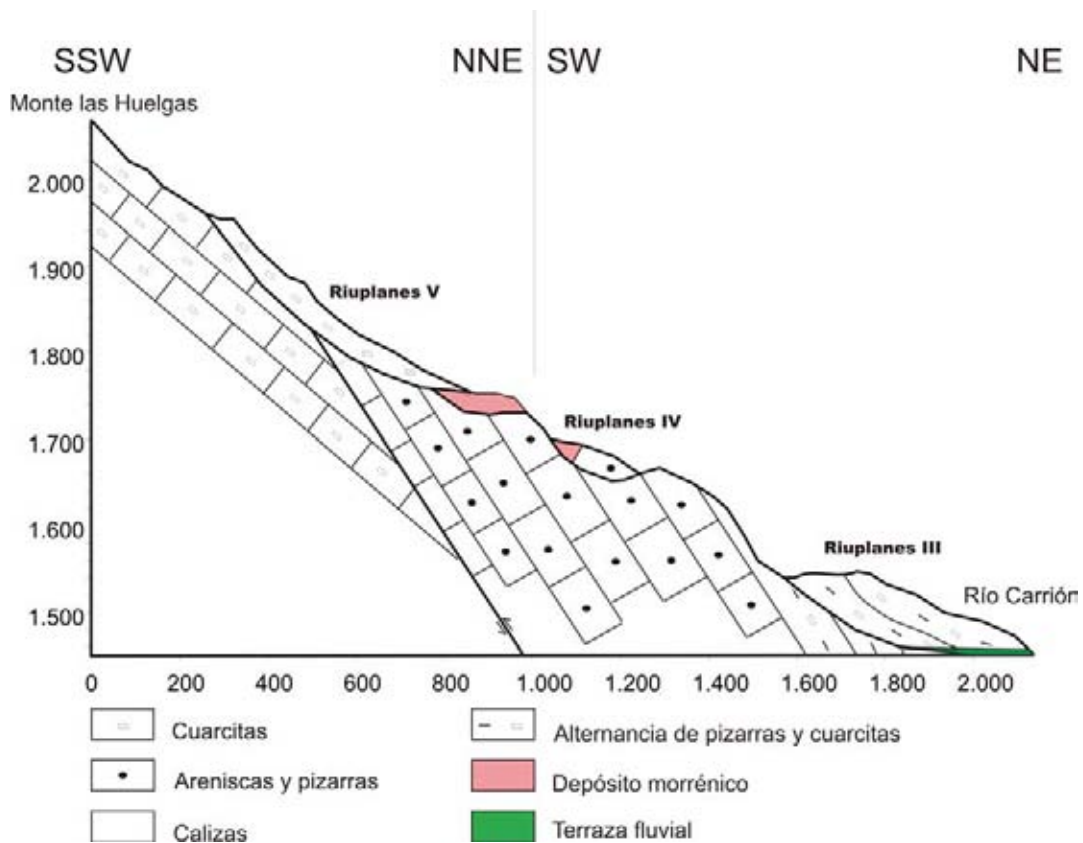 SSW NNE SW NE
Monte las Huelgas
2.000
1.900
Riuplanes V
1.800
1.700
Riuplanes IV
1.600
Riuplanes III
Río Carrión
1.500
0 200 400 600 800 1.000 1.200 1.400 1.600 1.800 2.000
Cuarcitas
Alternancia de pizarras y cuarcitas
Areniscas y pizarras
Depósito morrénico
Calizas
Terraza fluvial